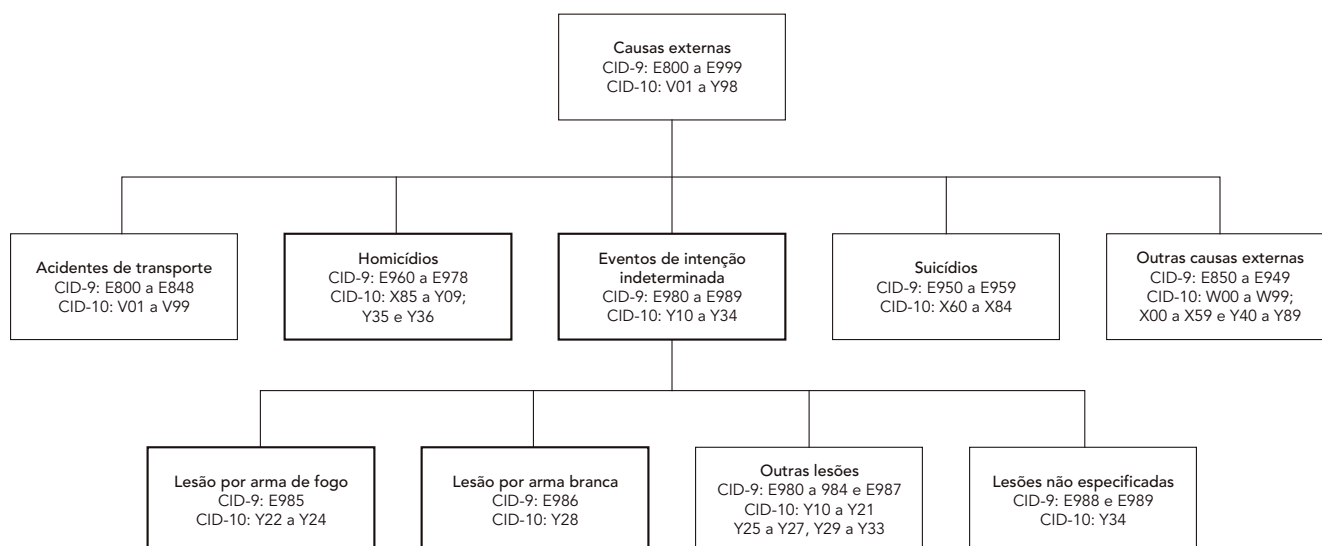 Causas externas
CID-9: E800 a E999
CID-10: V01 a Y98
Acidentes de transporte
CID-9: E800 a E848
CID-10: V01 a V99
Homicídios
CID-9: E960 a E978
CID-10: X85 a Y09;
Y35 e Y36
Eventos de intenção
indeterminada
CID-9: E980 a E989
CID-10: Y10 a Y34
Suicídios
CID-9: E950 a E959
CID-10: X60 a X84
Outras causas externas
CID-9: E850 a E949
CID-10: W00 a W99;
X00 a X59 e Y40 a Y89
Lesão por arma de fogo
CID-9: E985
CID-10: Y22 a Y24
Lesão por arma branca
CID-9: E986
CID-10: Y28
Outras lesões
CID-9: E980 a 984 e E987
CID-10: Y10 a Y21
Y25 a Y27, Y29 a Y33
Lesões não especificadas
CID-9: E988 e E989
CID-10: Y34